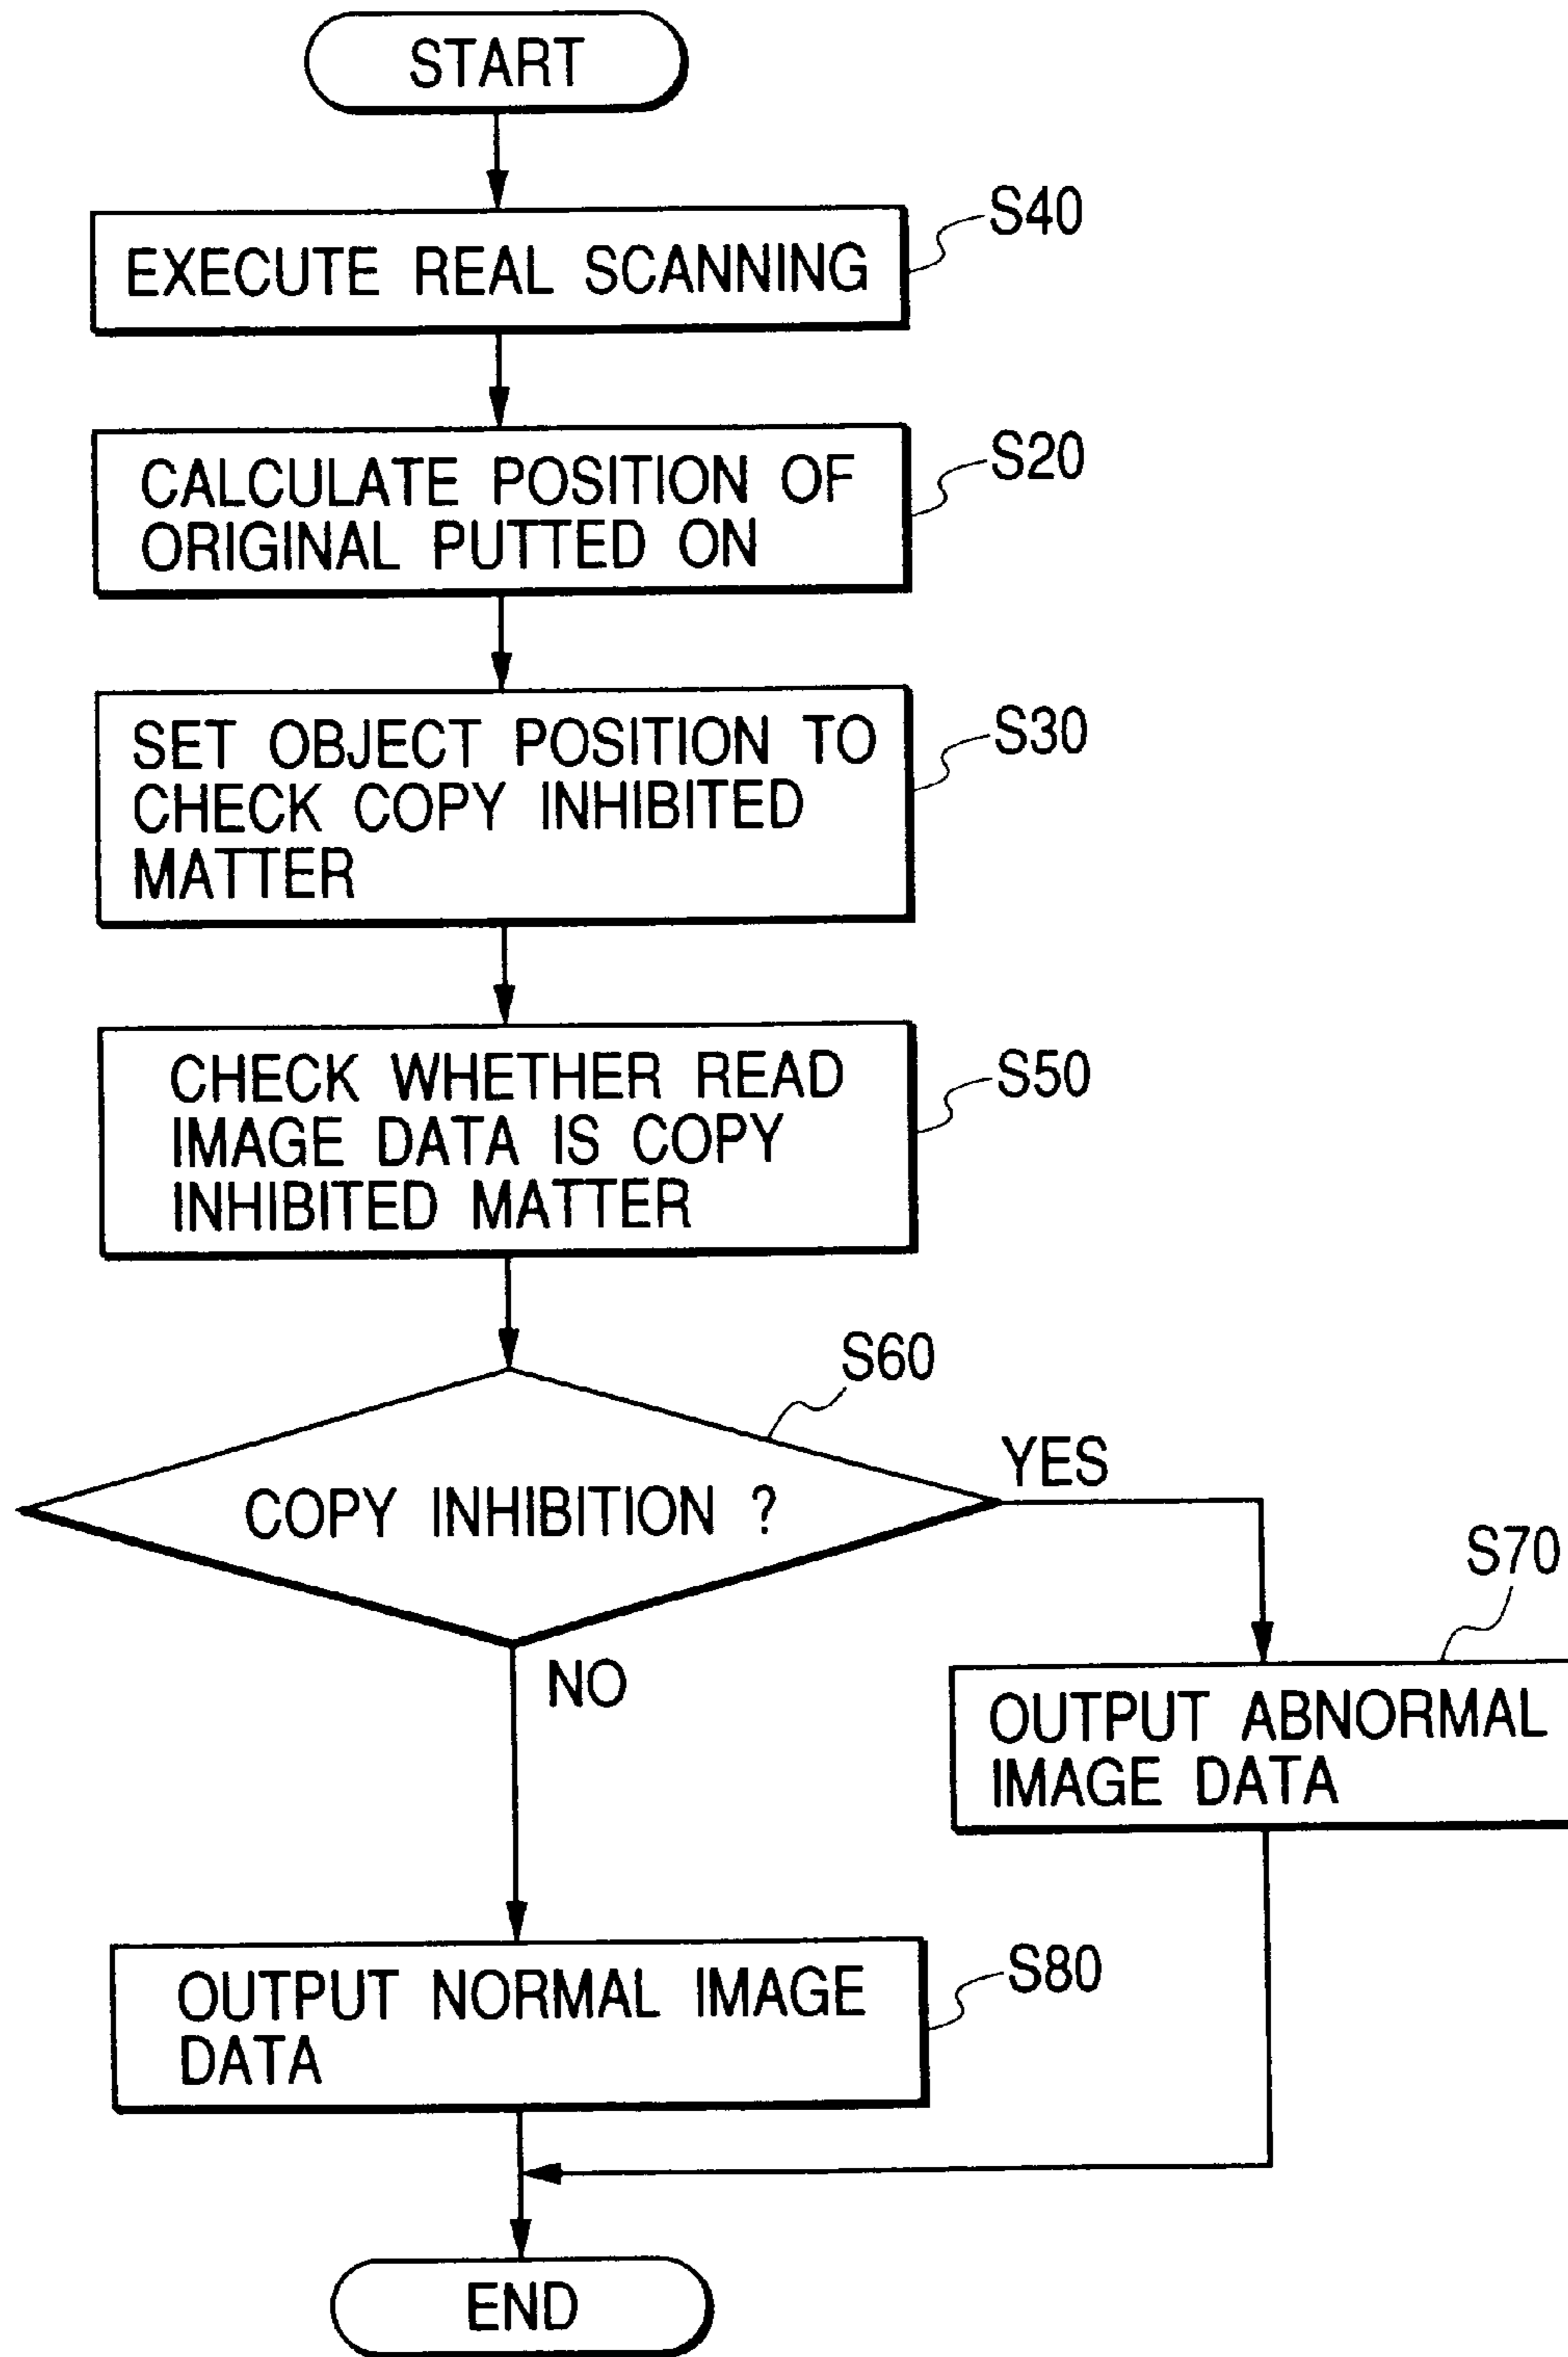 START
S40
EXECUTE REAL SCANNING
S20
CALCULATE POSITION OF
ORIGINAL PUTTED ON
S30
SET OBJECT POSITION TO
CHECK COPY INHIBITED
MATTER
S50
CHECK WHETHER READ
IMAGE DATA IS COPY
INHIBITED MATTER
S60
COPY INHIBITION ?
YES
NO
S70
OUTPUT ABNORMAL
IMAGE DATA
S80
OUTPUT NORMAL IMAGE
DATA
END